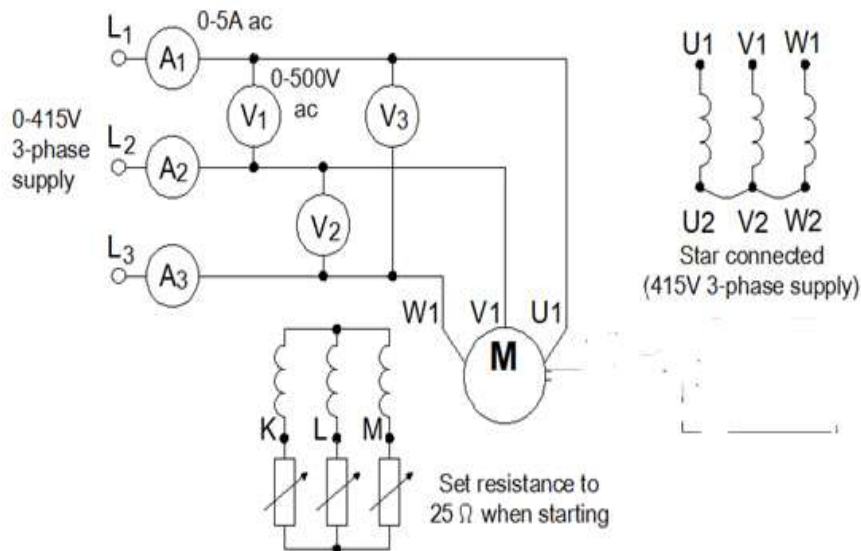 L1
0-5A ac
A1
0-500V
ac
V1
V3
0-415V
3-phase
supply
L2
A2
V2
L3
A3
W1 V1 U1
M
K L M
Set resistance to
25 Ω when starting
U1 V1 W1
U2 V2 W2
Star connected
(415V 3-phase supply)